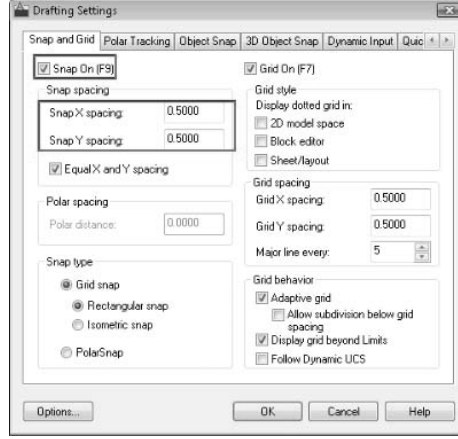 Drafting Settings
Snap and Grid Polar Tracking Object Snap 3D Object Snap Dynamic Input Quic
Snap On (F9)
Snap spacing
Snap X spacing: 0.5000
Snap Y spacing: 0.5000
Equal X and Y spacing
Polar spacing
Polar distance: 0.0000
Snap type
Grid snap
Rectangular snap
Isometric snap
PolarSnap
Grid On (F7)
Grid style
Display dotted grid in:
2D model space
Block editor
Sheet/layout
Grid spacing
Grid X spacing: 0.5000
Grid Y spacing: 0.5000
Major line every: 5
Grid behavior
Adaptive grid
Allow subdivision below grid
spacing
Display grid beyond Limits
Follow Dynamic UCS
Options... OK Cancel Help